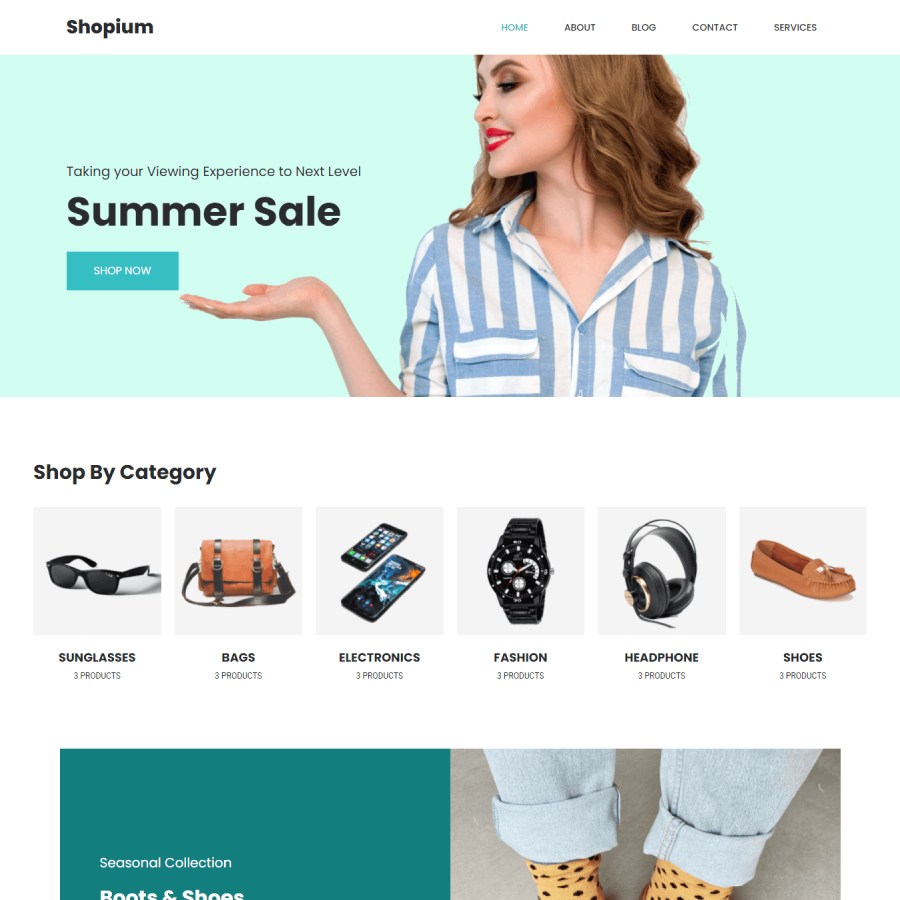 Shopium
HOME ABOUT BLOG CONTACT SERVICES
Taking your Viewing Experience to Next Level
Summer Sale
SHOP NOW
Shop By Category
SUNGLASSES BAGS ELECTRONICS FASHION HEADPHONE SHOES
3 PRODUCTS 3 PRODUCTS 3 PRODUCTS 3 PRODUCTS 3 PRODUCTS 3 PRODUCTS
Seasonal Collection
Boots & Shoes